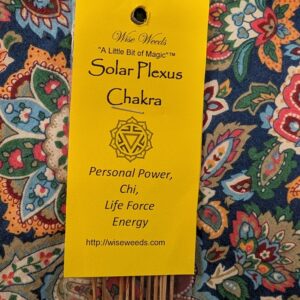 Wise Weeds
"A Little Bit of Magic"™
Solar Plexus
Chakra
Personal Power,
Chi,
Life Force
Energy
http://wiseweeds.com